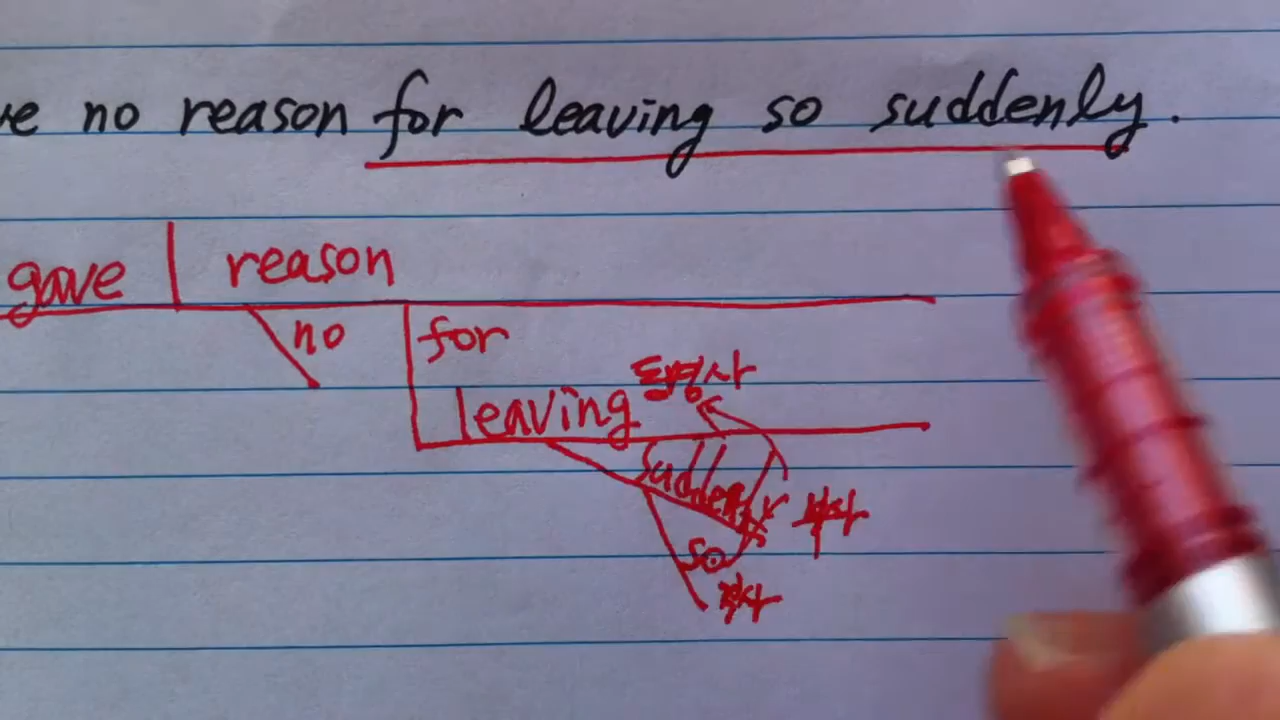 ve no reason for leaving so suddenly.
gave reason
no for
leaving 동명사
suddenly 부사
so
부사